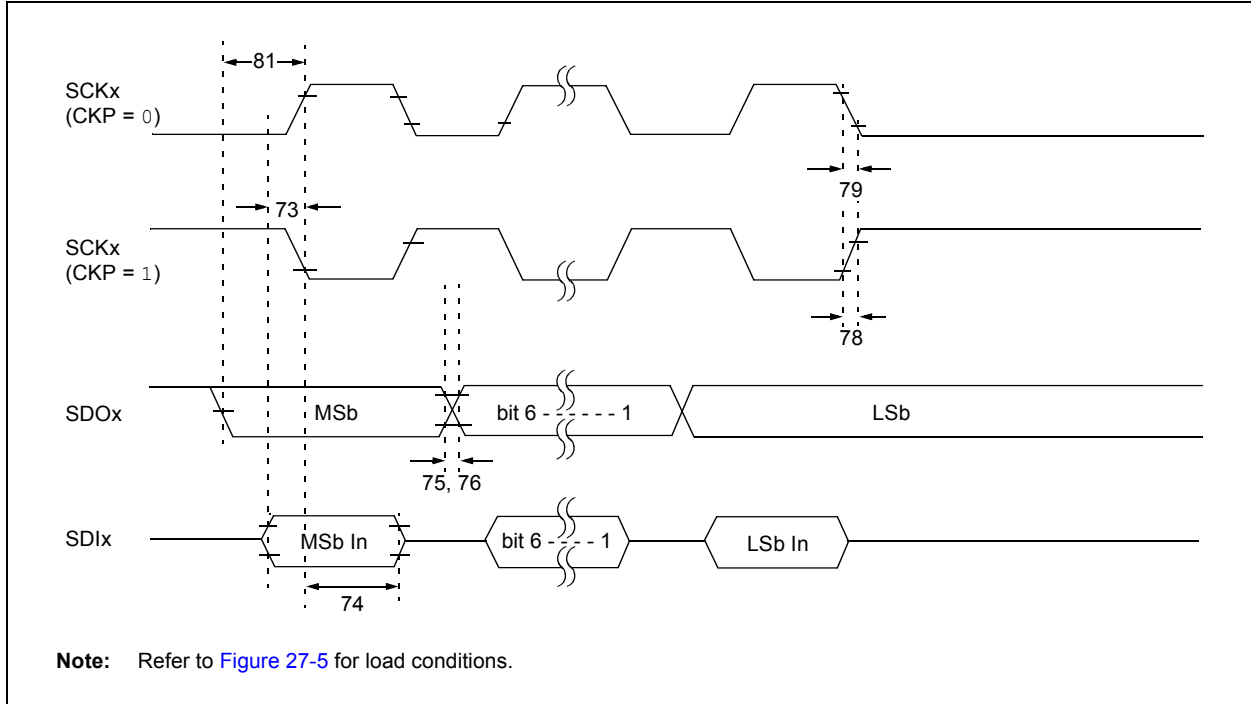 81
SCKx
(CKP = 0)
79
73
SCKx
(CKP = 1)
78
SDOx
MSb
bit 6 - - - - - - 1
LSb
75, 76
SDIx
MSb In
bit 6 - - - - 1
LSb In
74
Note: Refer to Figure 27-5 for load conditions.